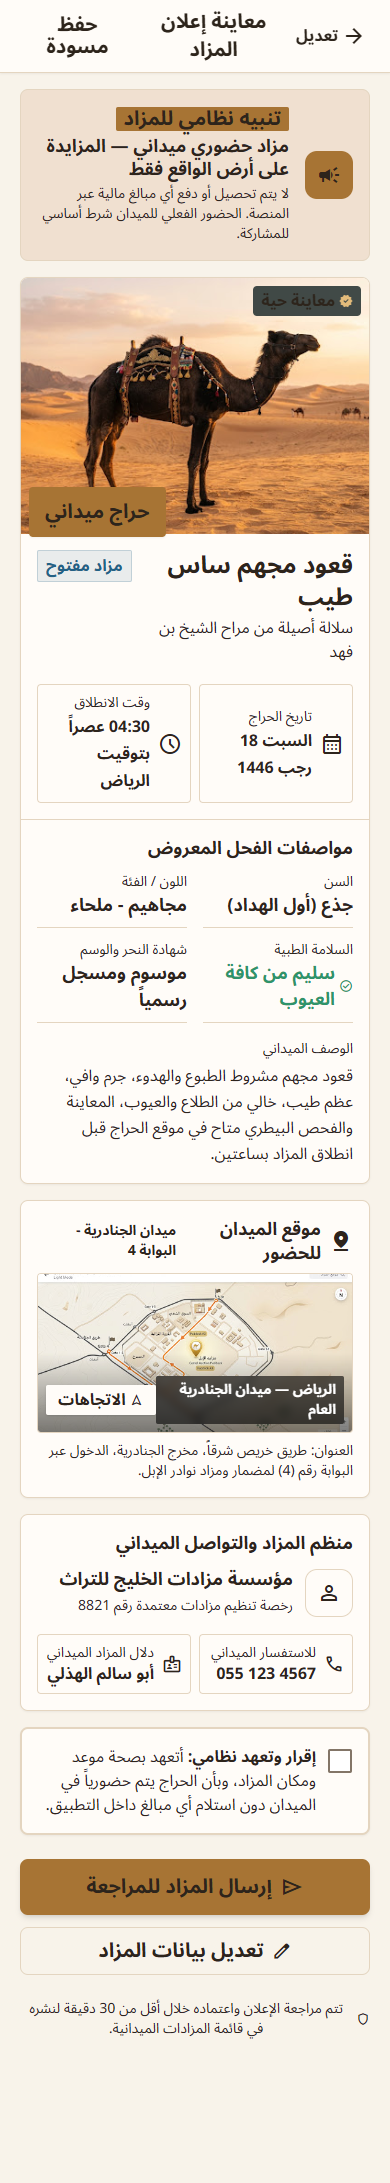 تعديل
معاينة إعلان
المزاد
حفظ
مسودة
تنبيه نظامي للمزاد
مزاد حضوري ميداني — المزايدة
على أرض الواقع فقط
لا يتم تحصيل أو دفع أي مبالغ مالية عبر
المنصة. الحضور الفعلي للميدان شرط أساسي
للمشاركة.
معاينة حية
حراج ميداني
قعود مجهم ساس
طيب
مزاد مفتوح
سلالة أصيلة من مراح الشيخ بن
فهد
تاريخ الحراج
السبت 18
رجب 1446
وقت الانطلاق
04:30 عصراً
بتوقيت
الرياض
مواصفات الفحل المعروض
السن
جذع (أول الهداد)
اللون / الفئة
مجاهيم - ملحاء
السلامة الطبية
سليم من كافة
العيوب
شهادة النحر والوسم
موسوم ومسجل
رسمياً
الوصف الميداني
قعود مجهم مشروط الطبوع والهدوء، جرم وافي،
عظم طيب، خالي من الطلاع والعيوب، المعاينة
والفحص البيطري متاح في موقع الحراج قبل
انطلاق المزاد بساعتين.
موقع الميدان
للحضور
ميدان الجنادرية -
البوابة 4
N
الرياض — ميدان الجنادرية
العام
الاتجاهات
العنوان: طريق خريص شرقاً، مخرج الجنادرية، الدخول عبر
البوابة رقم (4) لمضمار ومزاد نوادر الإبل.
منظم المزاد والتواصل الميداني
مؤسسة مزادات الخليج للتراث
رخصة تنظيم مزادات معتمدة رقم 8821
للاستفسار الميداني
055 123 4567
دلال المزاد الميداني
أبو سالم الهذلي
إقرار وتعهد نظامي: أتعهد بصحة موعد
ومكان المزاد، وبأن الحراج يتم حضورياً في
الميدان دون استلام أي مبالغ داخل التطبيق.
إرسال المزاد للمراجعة
تعديل بيانات المزاد
تتم مراجعة الإعلان واعتماده خلال أقل من 30 دقيقة لنشره
في قائمة المزادات الميدانية.